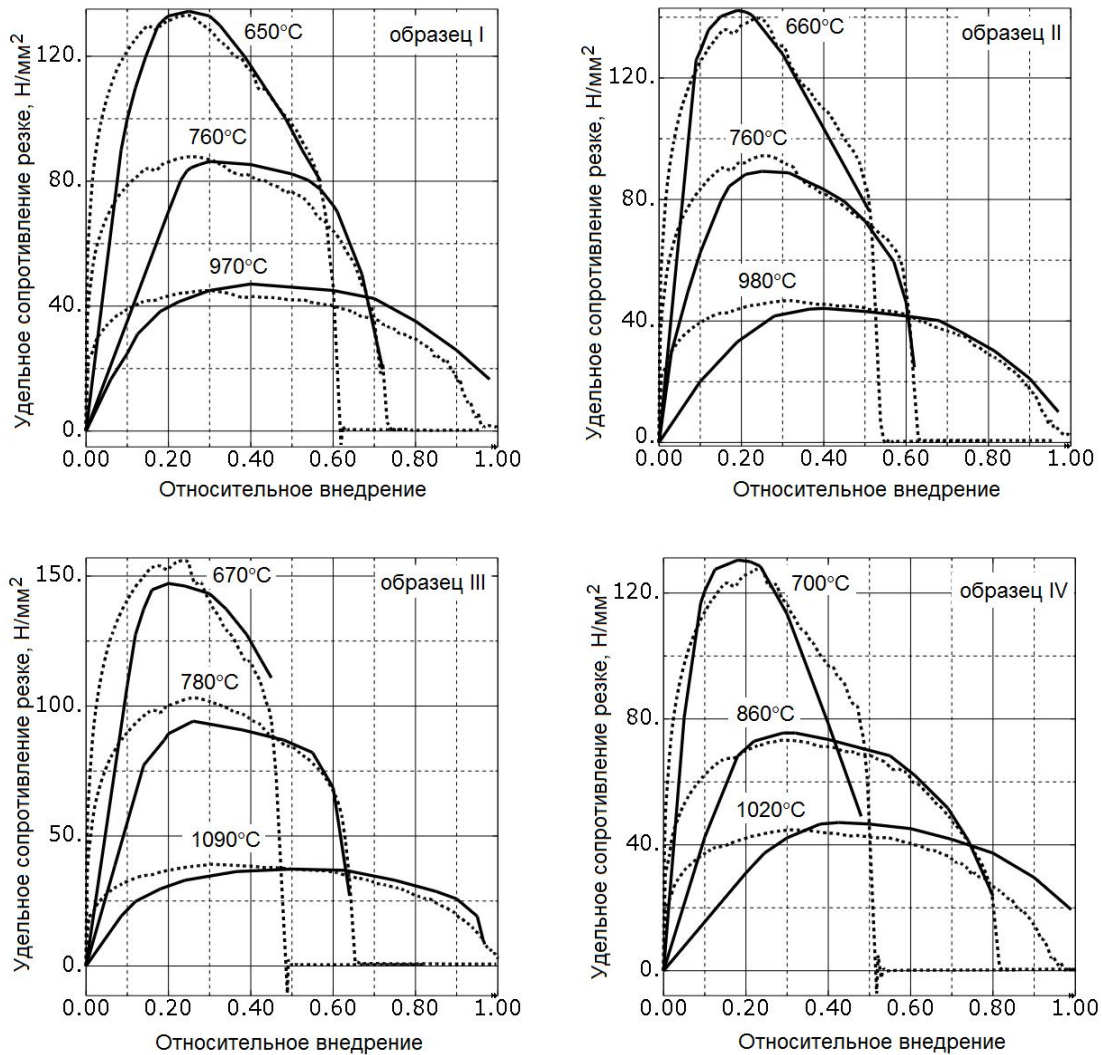 Удельное сопротивление резке, Н/мм²
120.
80.
40.
0.
650°C
образец I
760°C
970°C
0.00 0.20 0.40 0.60 0.80 1.00
Относительное внедрение
Удельное сопротивление резке, Н/мм²
120.
80.
40.
0.
660°C
образец II
760°C
980°C
0.00 0.20 0.40 0.60 0.80 1.00
Относительное внедрение
Удельное сопротивление резке, Н/мм²
150.
100.
50.
0.
670°C
образец III
780°C
1090°C
0.00 0.20 0.40 0.60 0.80 1.00
Относительное внедрение
Удельное сопротивление резке, Н/мм²
120.
80.
40.
0.
700°C
образец IV
860°C
1020°C
0.00 0.20 0.40 0.60 0.80 1.00
Относительное внедрение